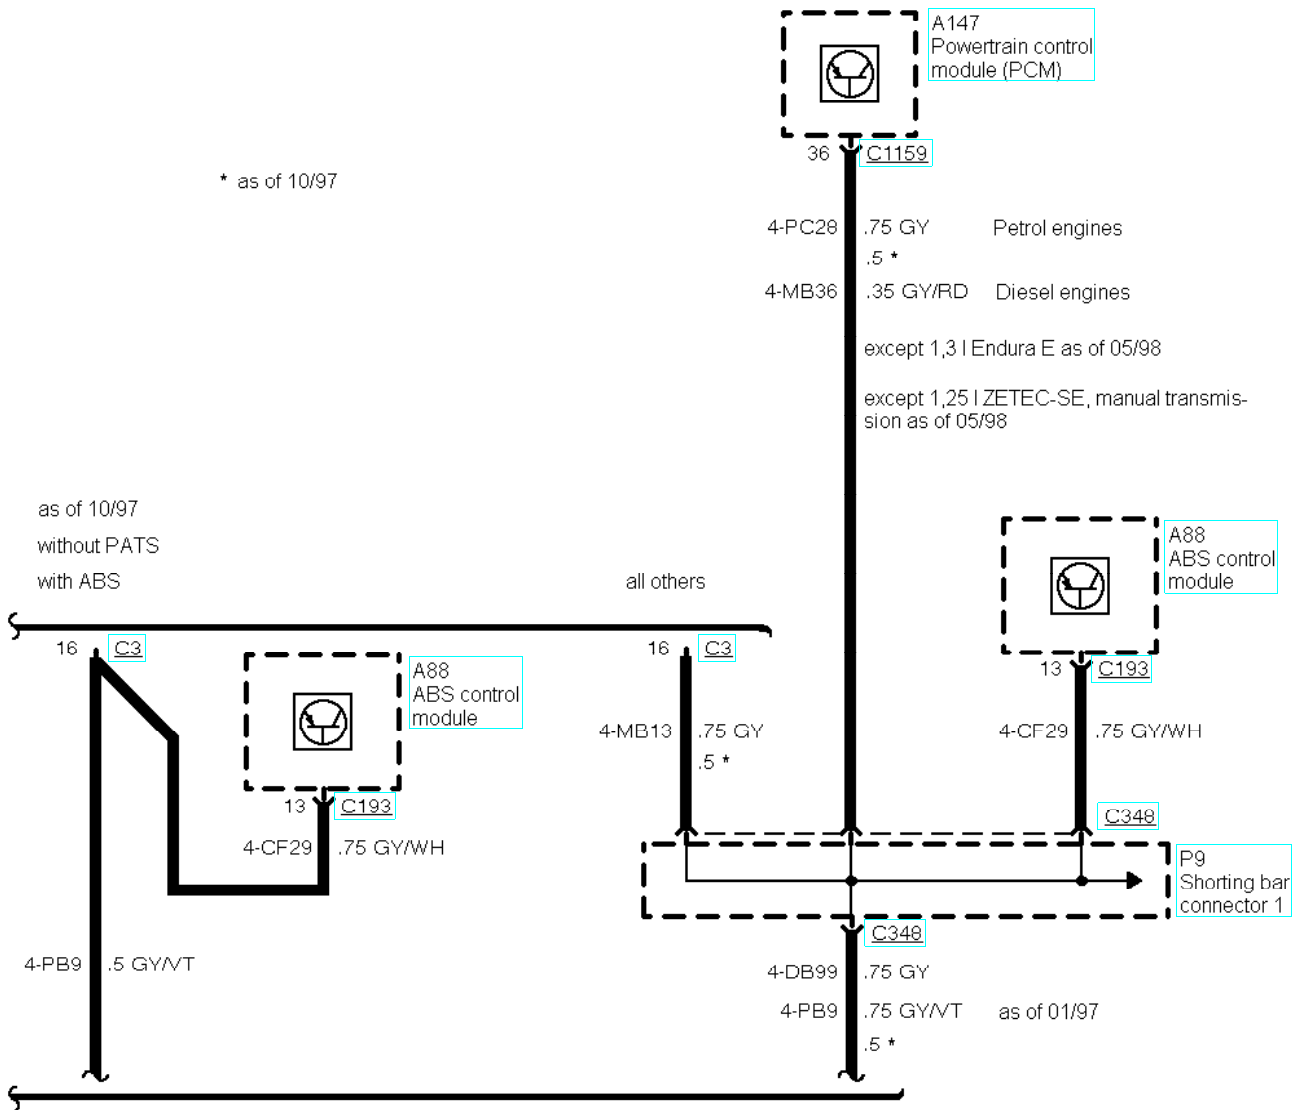 A147
Powertrain control
module (PCM)
36 C1159
* as of 10/97
4-PC28 .75 GY Petrol engines
.5 *
4-MB36 .35 GY/RD Diesel engines
except 1,3 l Endura E as of 05/98
except 1,25 l ZETEC-SE, manual transmis-
sion as of 05/98
as of 10/97
without PATS
with ABS
all others
A88
ABS control
module
16 C3
16 C3
A88
ABS control
module
13 C193
4-MB13 .75 GY
.5 *
4-CF29 .75 GY/WH
13 C193
4-CF29 .75 GY/WH
C348
P9
Shorting bar
connector 1
C348
4-PB9 .5 GY/VT
4-DB99 .75 GY
4-PB9 .75 GY/VT as of 01/97
.5 *